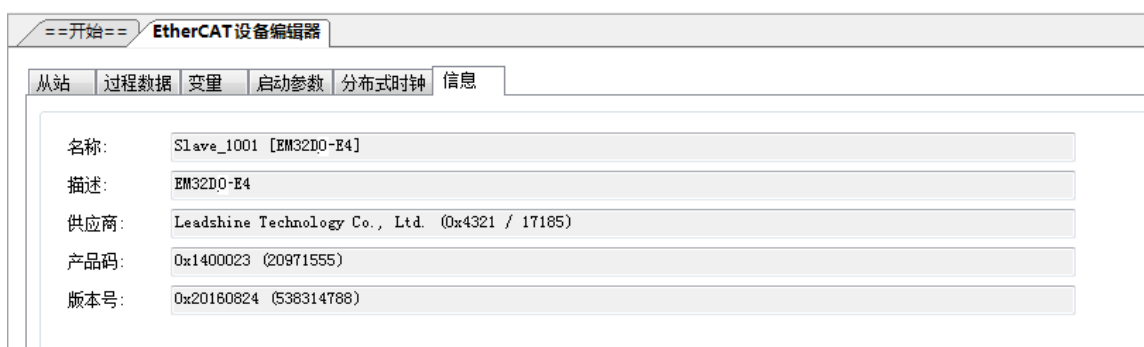 ==开始== EtherCAT设备编辑器
从站 过程数据 变量 启动参数 分布式时钟 信息
名称: Slave_1001 [EM32DO-E4]
描述: EM32DO-E4
供应商: Leadshine Technology Co., Ltd. (0x4321 / 17185)
产品码: 0x1400023 (20971555)
版本号: 0x20160824 (538314788)